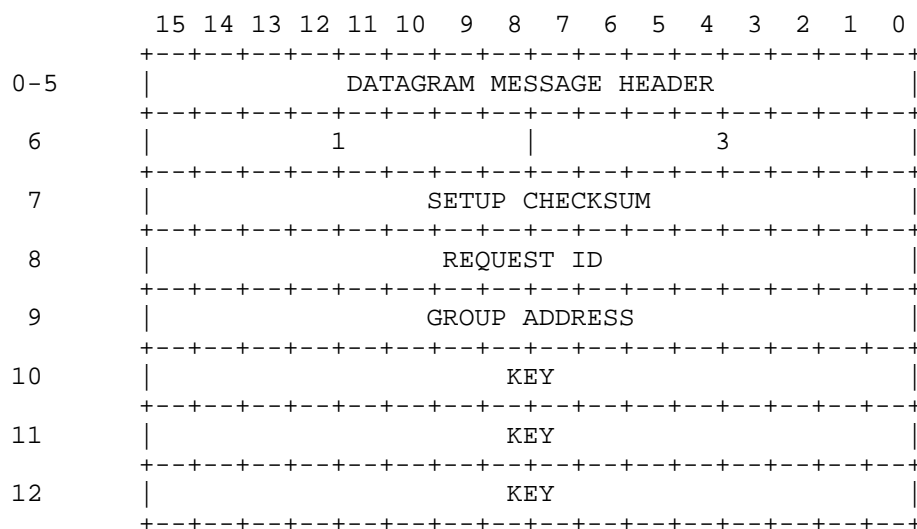 15 14 13 12 11 10 9 8 7 6 5 4 3 2 1 0
+--+--+--+--+--+--+--+--+--+--+--+--+--+--+--+--+
0-5 | DATAGRAM MESSAGE HEADER |
+--+--+--+--+--+--+--+--+--+--+--+--+--+--+--+--+
6 | 1 | 3 |
+--+--+--+--+--+--+--+--+--+--+--+--+--+--+--+--+
7 | SETUP CHECKSUM |
+--+--+--+--+--+--+--+--+--+--+--+--+--+--+--+--+
8 | REQUEST ID |
+--+--+--+--+--+--+--+--+--+--+--+--+--+--+--+--+
9 | GROUP ADDRESS |
+--+--+--+--+--+--+--+--+--+--+--+--+--+--+--+--+
10 | KEY |
+--+--+--+--+--+--+--+--+--+--+--+--+--+--+--+--+
11 | KEY |
+--+--+--+--+--+--+--+--+--+--+--+--+--+--+--+--+
12 | KEY |
+--+--+--+--+--+--+--+--+--+--+--+--+--+--+--+--+